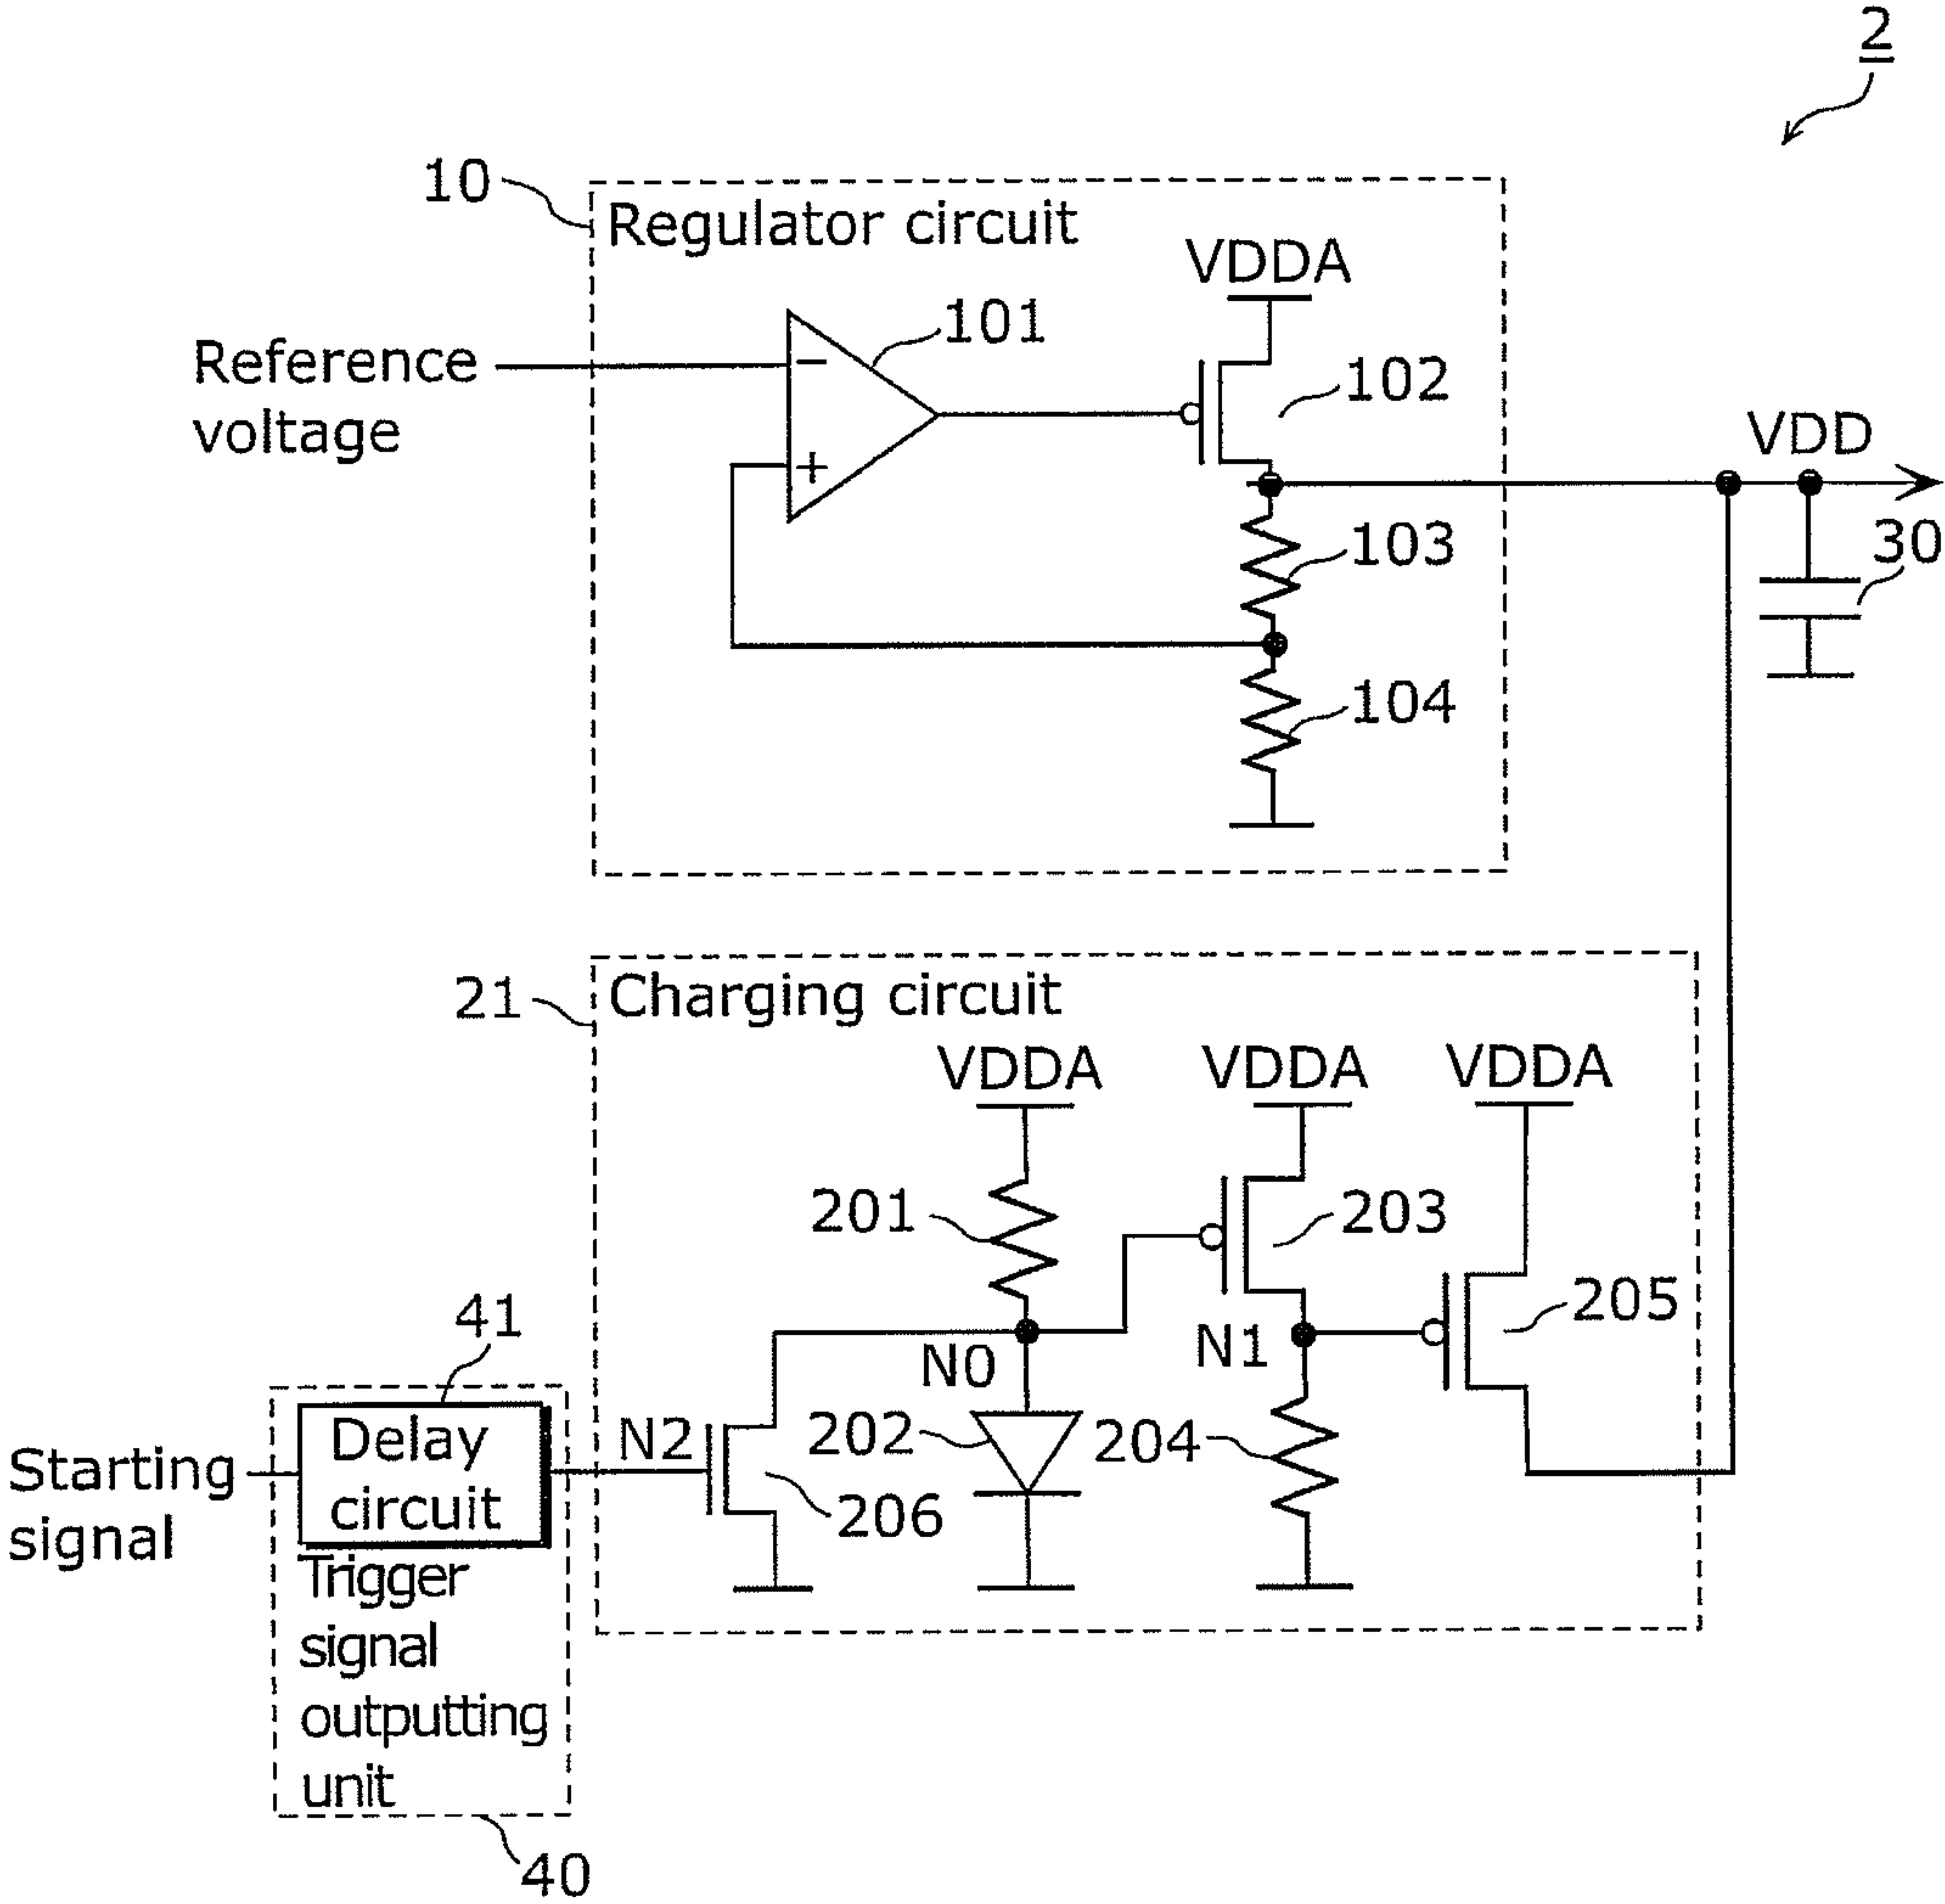 2
10
Regulator circuit
VDDA
101
Reference
voltage
−
+
102
VDD
103
30
104
21
Charging circuit
VDDA
VDDA
VDDA
201
203
205
41
N0
N1
Delay
circuit
N2
202
204
206
Starting
signal
Trigger
signal
outputting
unit
40